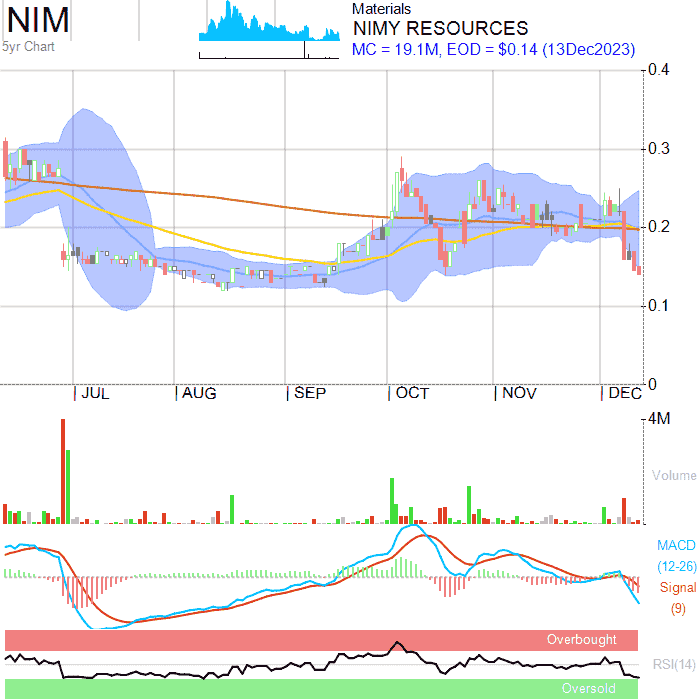 NIM
5yr Chart
Materials
NIMY RESOURCES
MC = 19.1M, EOD = $0.14 (13Dec2023)
0.4
0.3
0.2
0.1
0
JUL AUG SEP OCT NOV DEC
4M
Volume
MACD
(12-26)
Signal
(9)
Overbought
RSI(14)
Oversold